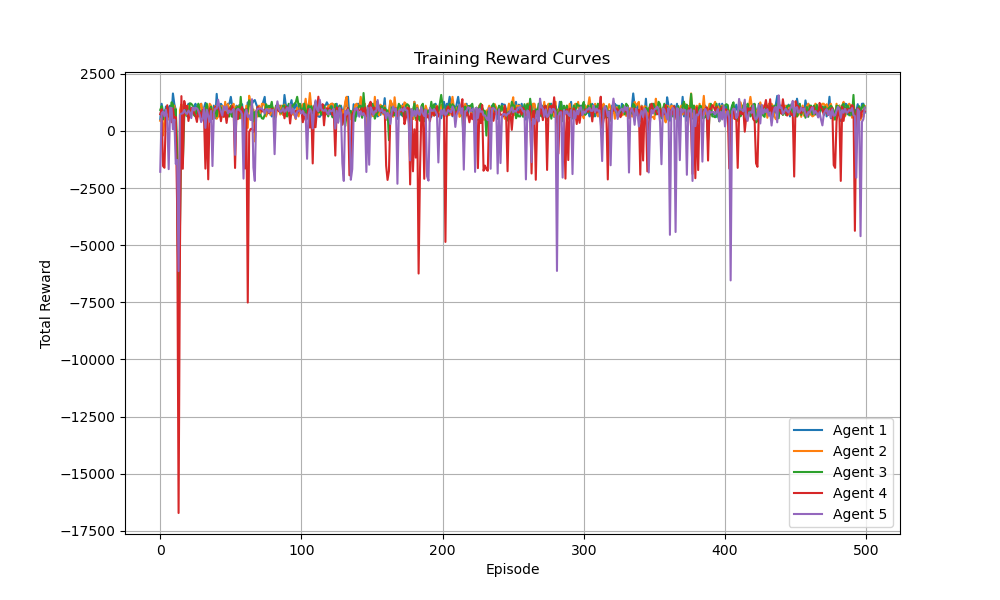 Training Reward Curves
2500
0
−2500
−5000
−7500
−10000
−12500
−15000
−17500
Total Reward
0
100
200
300
400
500
Episode
Agent 1
Agent 2
Agent 3
Agent 4
Agent 5